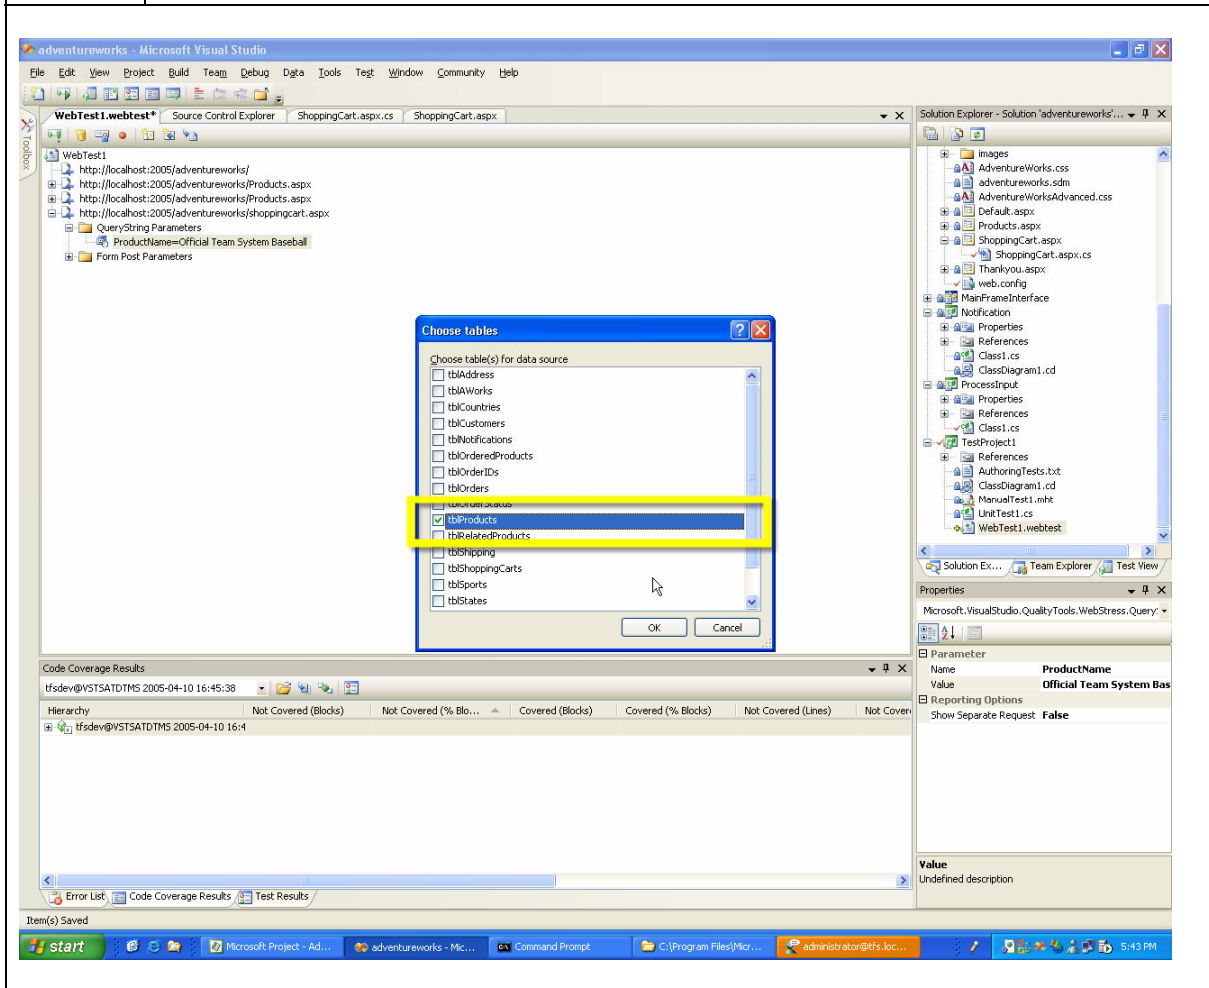 adventureworks - Microsoft Visual Studio
File Edit View Project Build Team Debug Data Tools Test Window Community Help
WebTest1.webtest* Source Control Explorer ShoppingCart.aspx.cs ShoppingCart.aspx
Toolbox
WebTest1
http://localhost:2005/adventureworks/
http://localhost:2005/adventureworks/Products.aspx
http://localhost:2005/adventureworks/Products.aspx
http://localhost:2005/adventureworks/shoppingcart.aspx
QueryString Parameters
ProductName=Official Team System Baseball
Form Post Parameters
Choose tables
Choose table(s) for data source
tblAddress
tblAWorks
tblCountries
tblCustomers
tblNotifications
tblOrderedProducts
tblOrderIDs
tblOrders
tblOrderStatus
tblProducts
tblRelatedProducts
tblShipping
tblShoppingCarts
tblSports
tblStates
OK Cancel
Solution Explorer - Solution 'adventureworks'...
images
AdventureWorks.css
adventureworks.sdm
AdventureWorksAdvanced.css
Default.aspx
Products.aspx
ShoppingCart.aspx
ShoppingCart.aspx.cs
Thankyou.aspx
web.config
MainFrameInterface
Notification
Properties
References
Class1.cs
ClassDiagram1.cd
ProcessInput
Properties
References
Class1.cs
TestProject1
References
AuthoringTests.txt
ClassDiagram1.cd
ManualTest1.mht
UnitTest1.cs
WebTest1.webtest
Solution Ex... Team Explorer Test View
Properties
Microsoft.VisualStudio.QualityTools.WebStress.Query:
Parameter
Name ProductName
Value Official Team System Bas
Reporting Options
Show Separate Request False
Value
Undefined description
Code Coverage Results
tfsdev@VSTSATDTMS 2005-04-10 16:45:38
Hierarchy Not Covered (Blocks) Not Covered (% Blo... Covered (Blocks) Covered (% Blocks) Not Covered (Lines) Not Covere
tfsdev@VSTSATDTMS 2005-04-10 16:4
Error List Code Coverage Results Test Results
Item(s) Saved
start Microsoft Project - Ad... adventureworks - Mic... Command Prompt C:\Program Files\Micr... administrator@tfs.loc... 5:43 PM